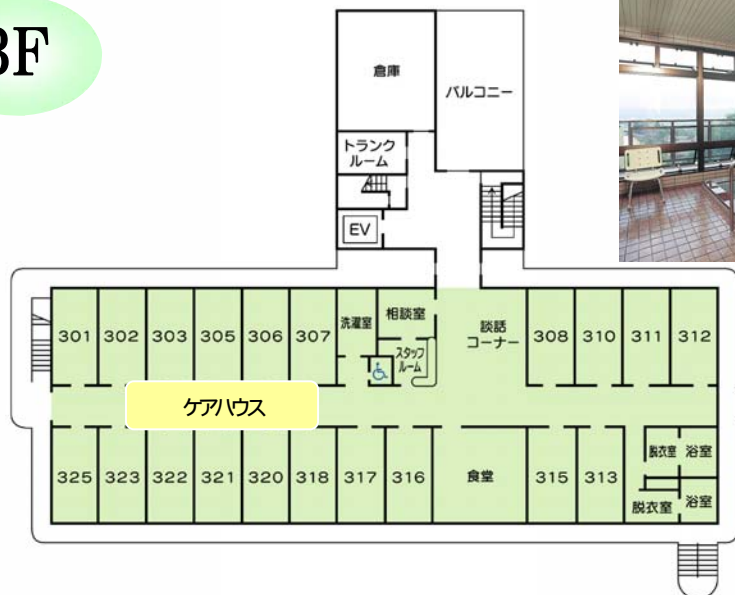 3F
倉庫
バルコニー
トランク
ルーム
EV
301
302
303
305
306
307
洗濯室
相談室
スタッフ
ルーム
談話
コーナー
308
310
311
312
ケアハウス
325
323
322
321
320
318
317
316
食堂
315
313
脱衣室
浴室
脱衣室
浴室